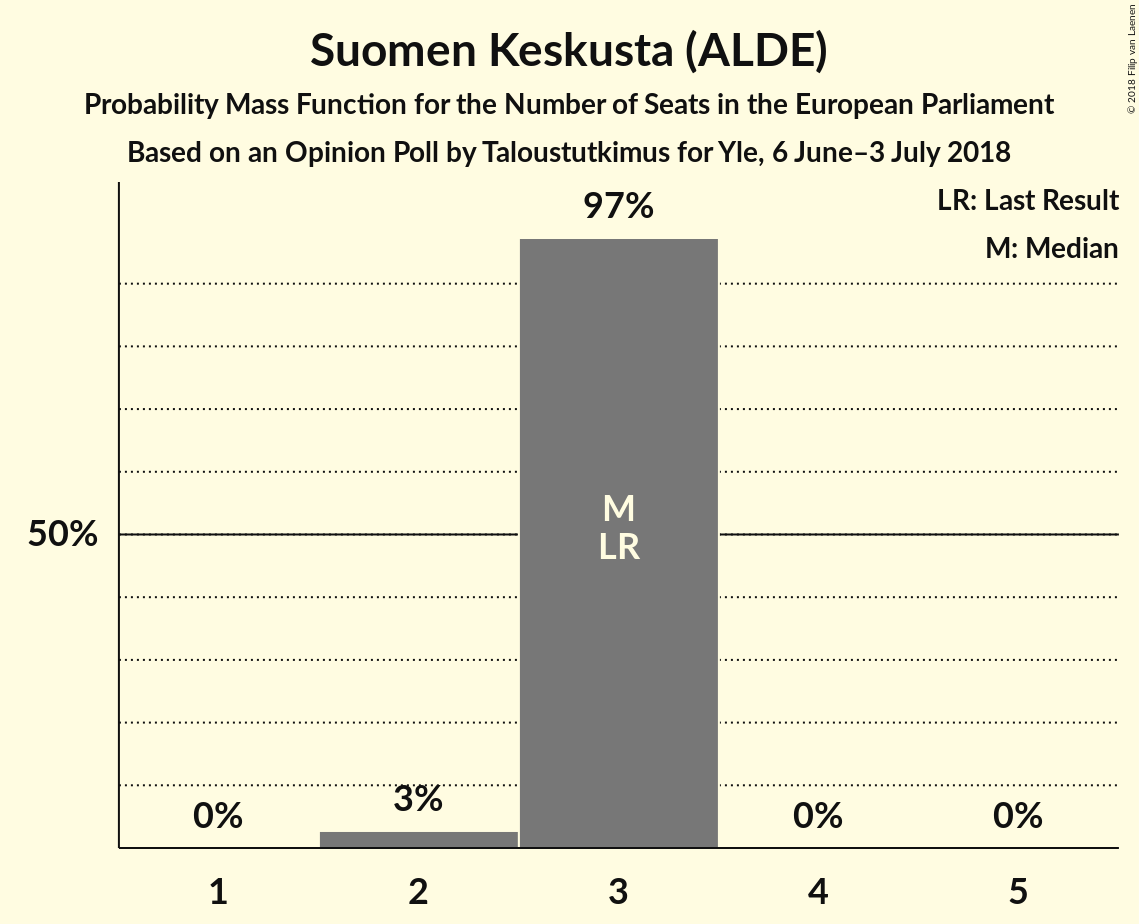 Suomen Keskusta (ALDE)
Probability Mass Function for the Number of Seats in the European Parliament
Based on an Opinion Poll by Taloustutkimus for Yle, 6 June–3 July 2018
© 2018 Filip van Laenen
LR: Last Result
M: Median
97%
50%
M
LR
0%
3%
0%
0%
1
2
3
4
5